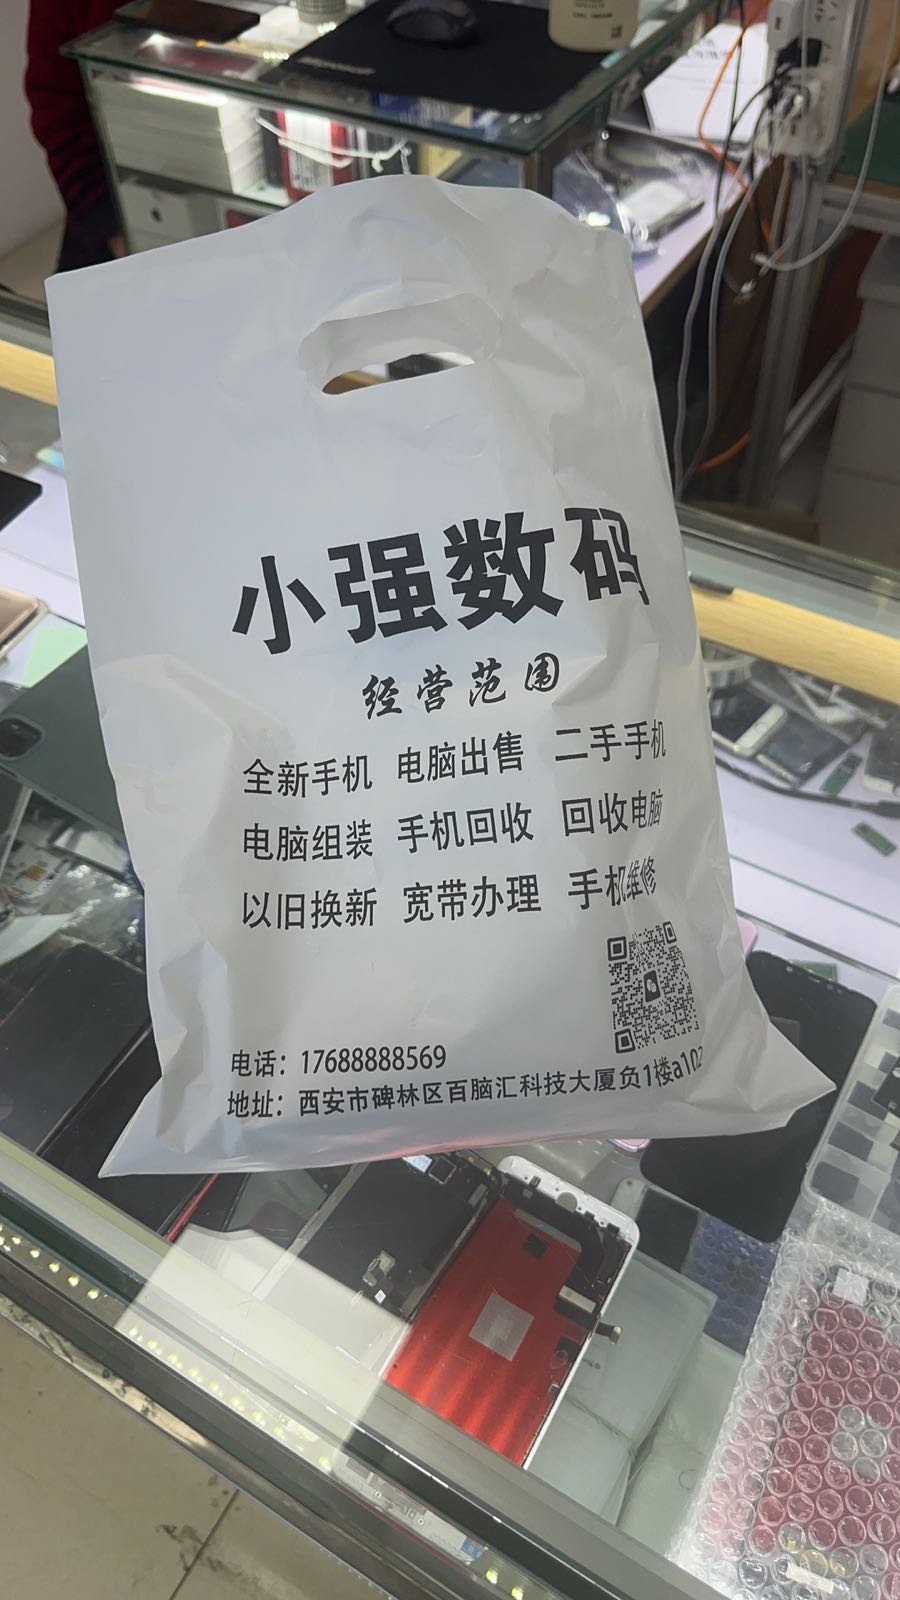 小强数码
经营范围
全新手机 电脑出售 二手手机
电脑组装 手机回收 回收电脑
以旧换新 宽带办理 手机维修
电话：17688888569
地址：西安市碑林区百脑汇科技大厦负1楼a102